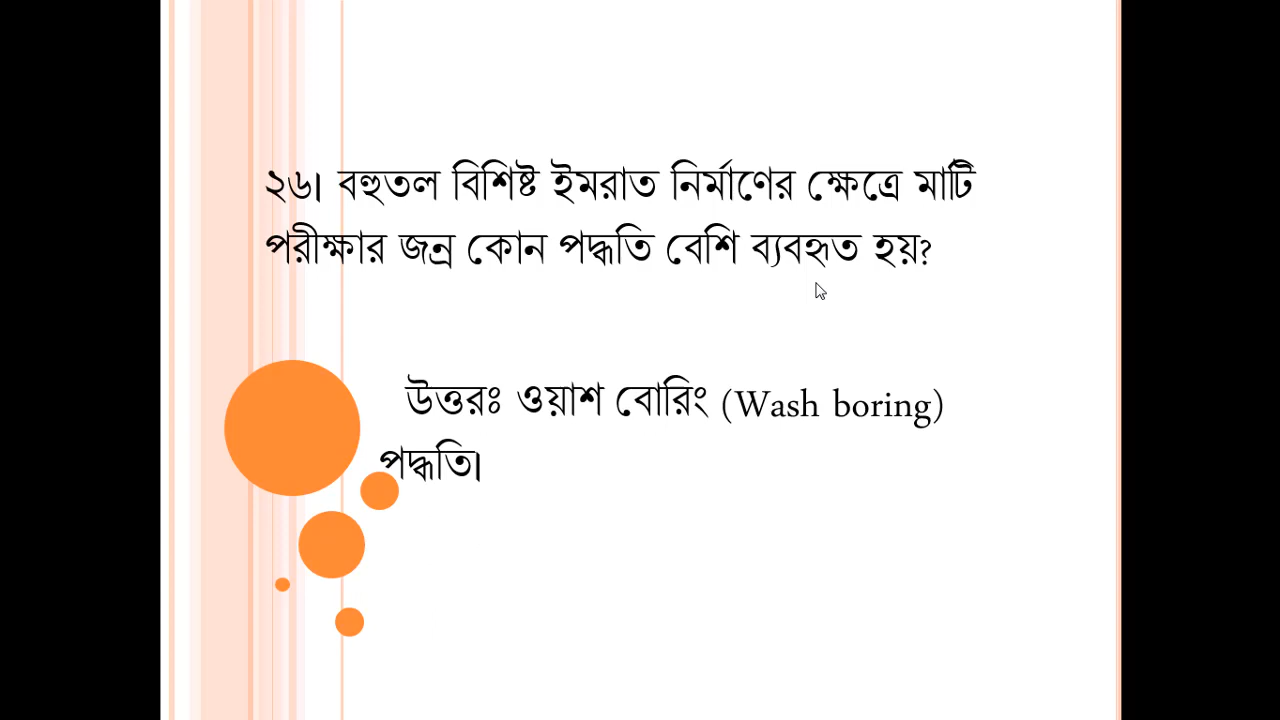 ২৬। বহুতল বিশিষ্ট ইমরাত নির্মাণের ক্ষেত্রে মাটি
পরীক্ষার জন্র কোন পদ্ধতি বেশি ব্যবহৃত হয়?
উত্তরঃ ওয়াশ বোরিং (Wash boring)
পদ্ধতি।